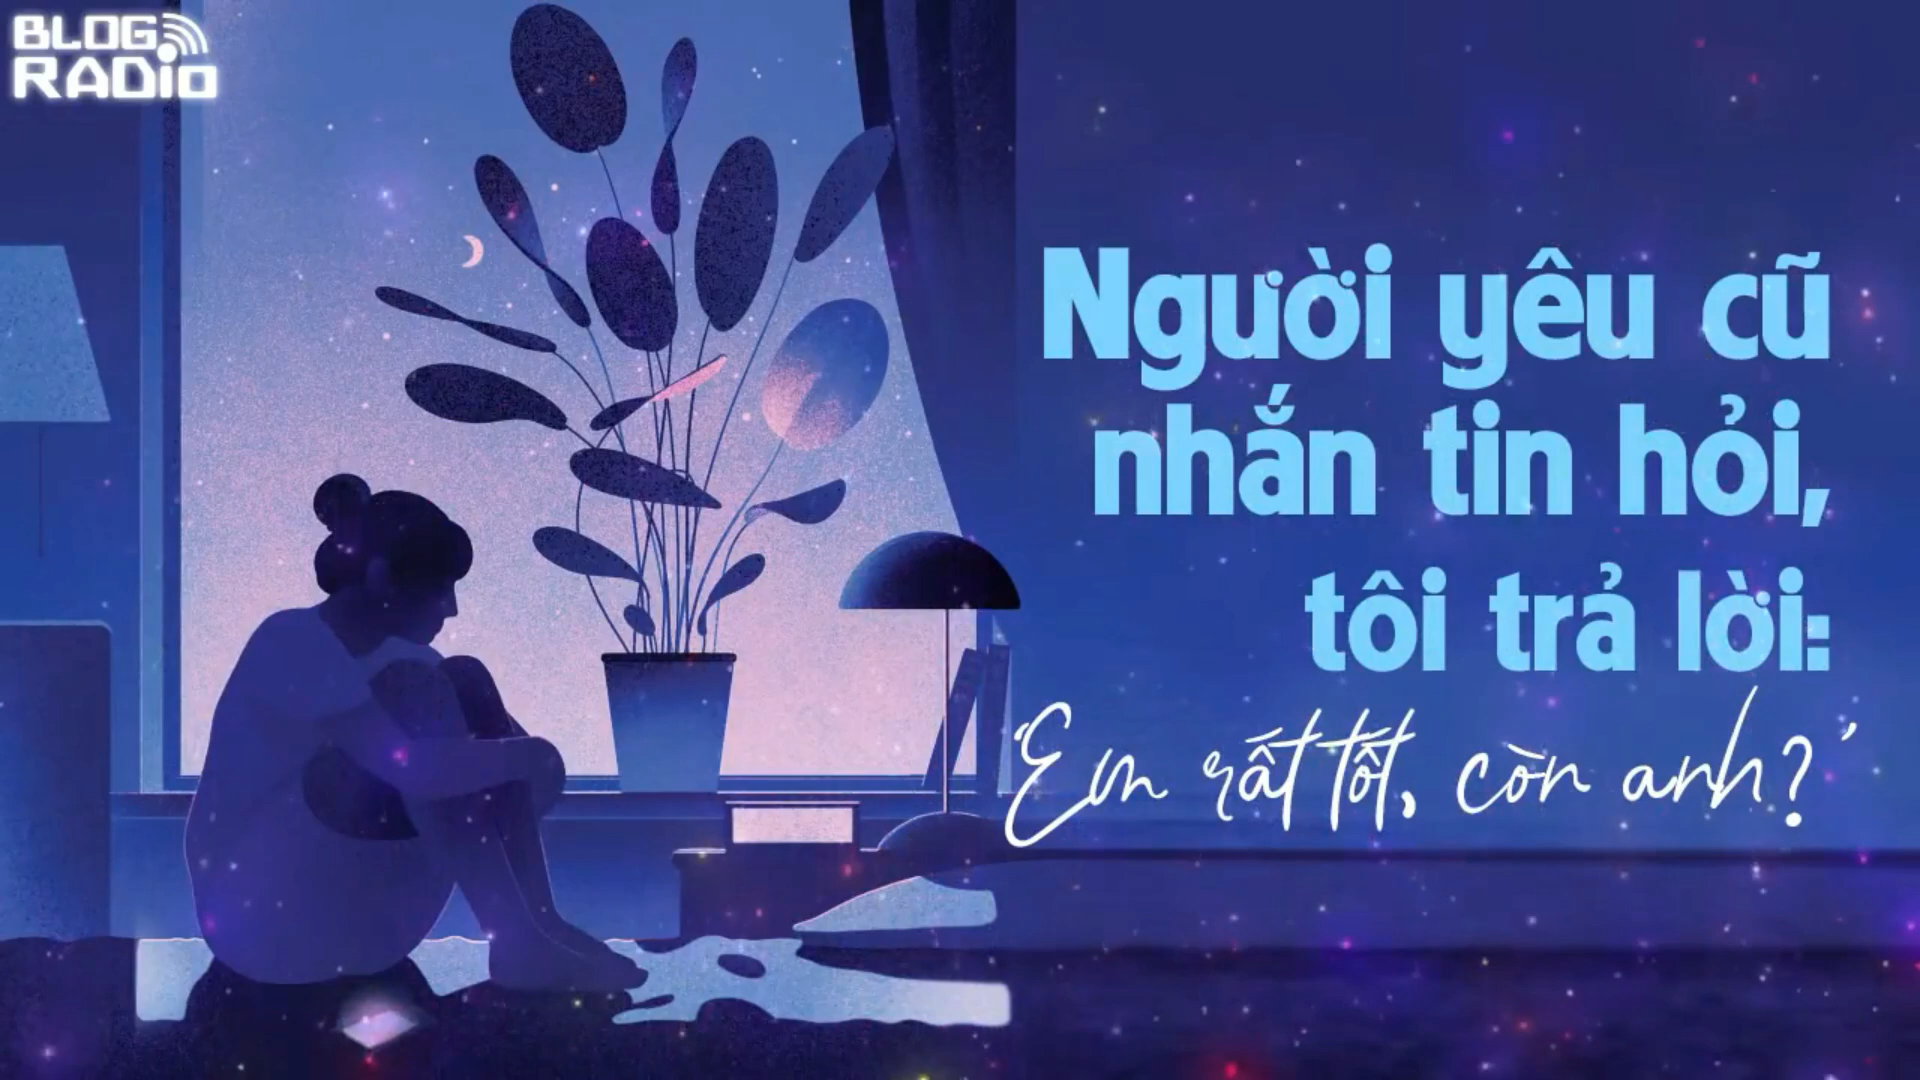 BLOG
RADIO
Người yêu cũ
nhắn tin hỏi,
tôi trả lời:
'Em rất tốt, còn anh?'